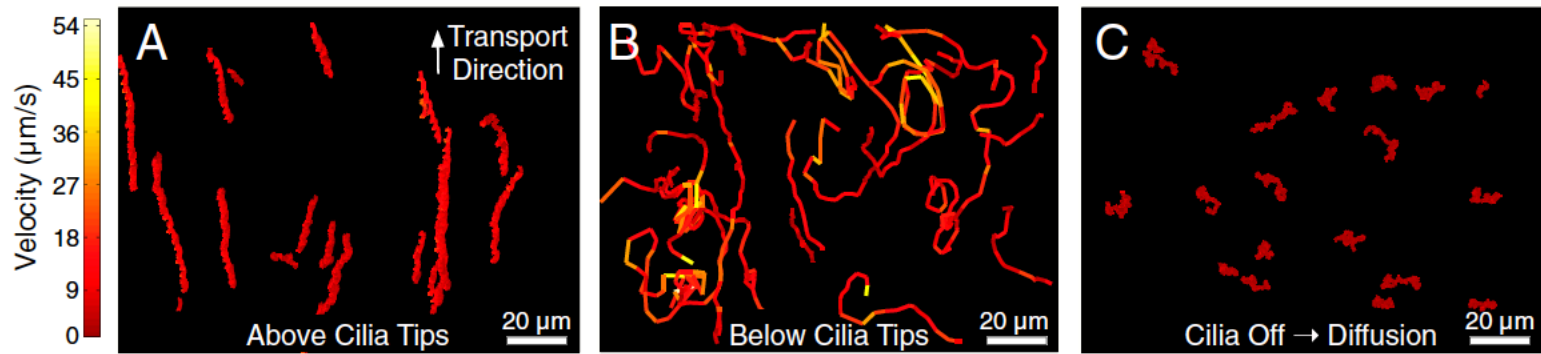 54
45
36
27
18
9
0
Velocity (µm/s)
A
Transport
Direction
Above Cilia Tips
20 µm
B
Below Cilia Tips
20 µm
C
Cilia Off → Diffusion
20 µm